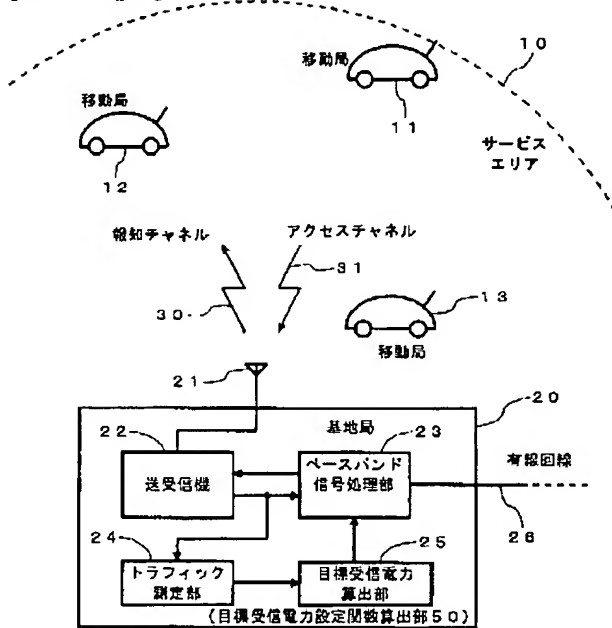 移動局
11
10
移動局
12
サービス
エリア
報知チャネル
アクセスチャネル
31
30
13
移動局
21
20
基地局
22
送受信機
23
ベースバンド
信号処理部
有線回線
26
24
トラフィック
測定部
25
目標受信電力
算出部
(目標受信電力設定関数算出部50)